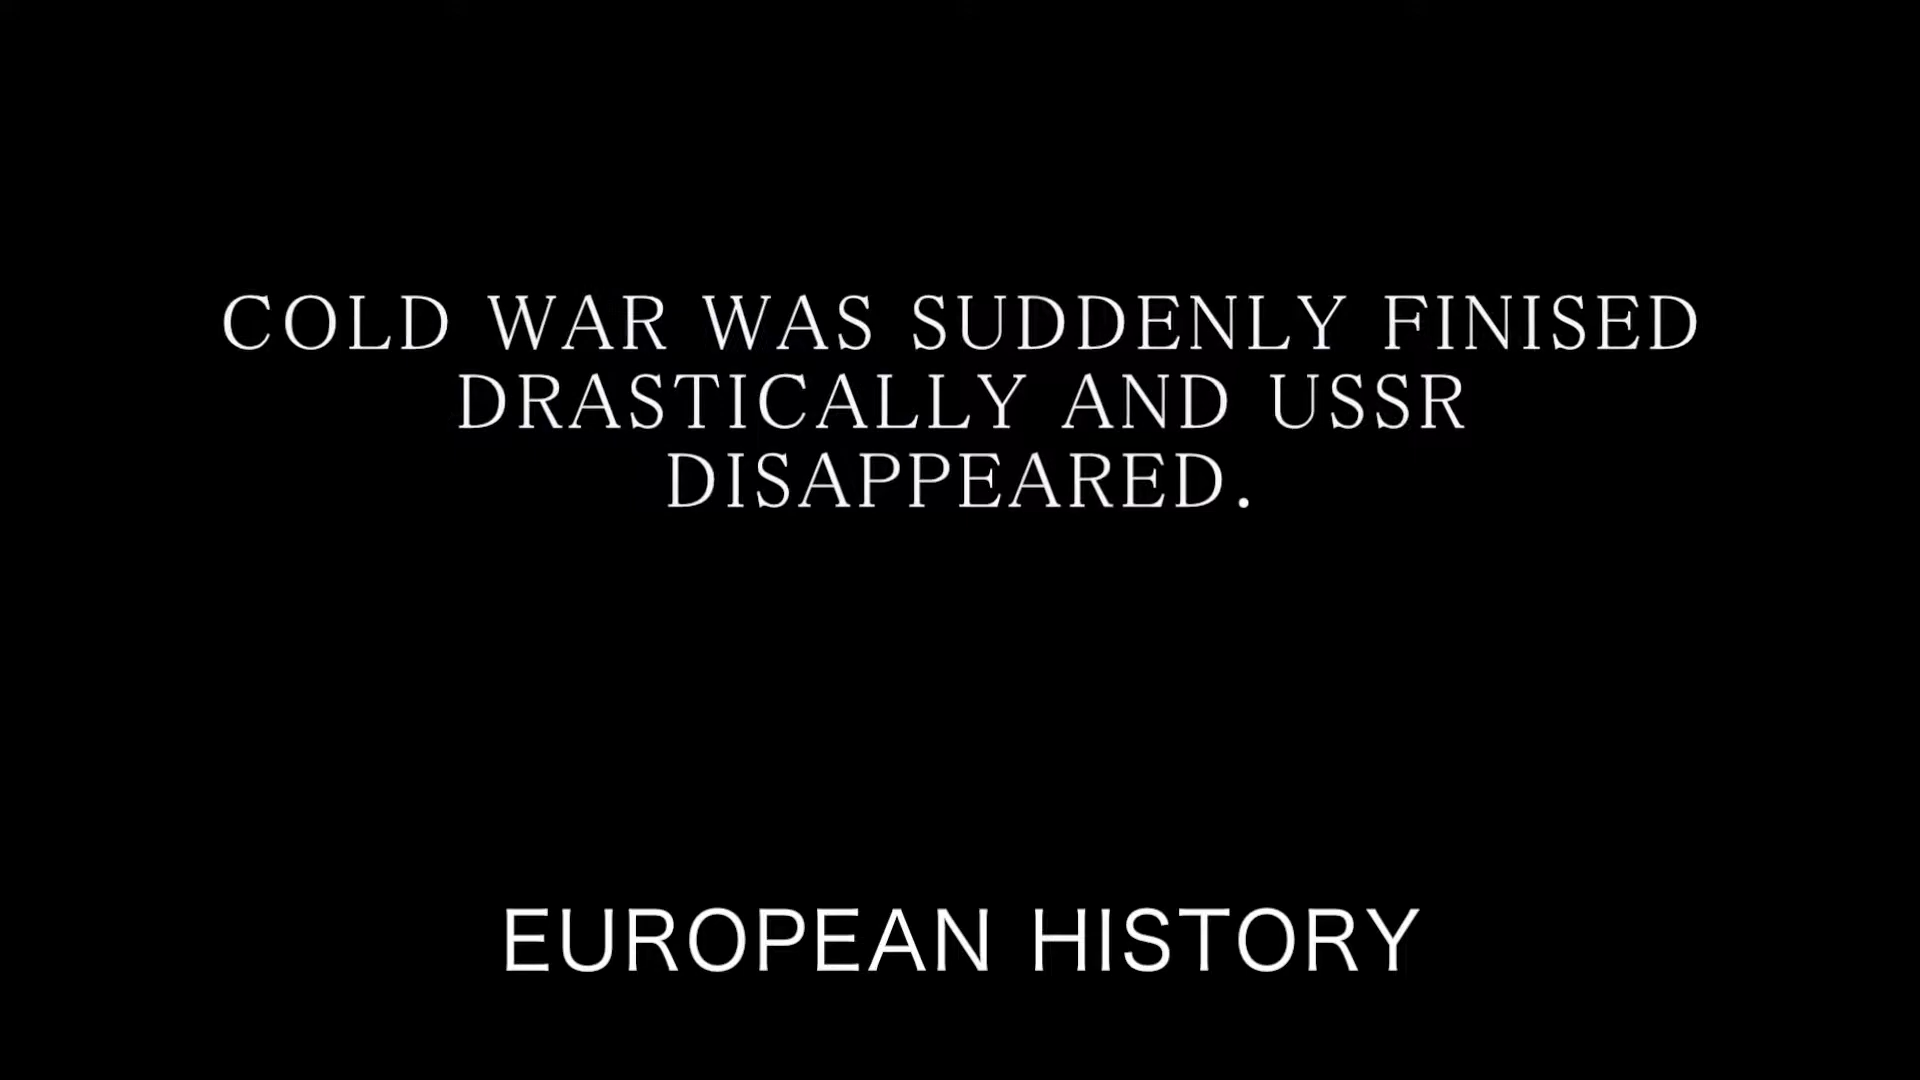 COLD WAR WAS SUDDENLY FINISED
DRASTICALLY AND USSR
DISAPPEARED.
EUROPEAN HISTORY